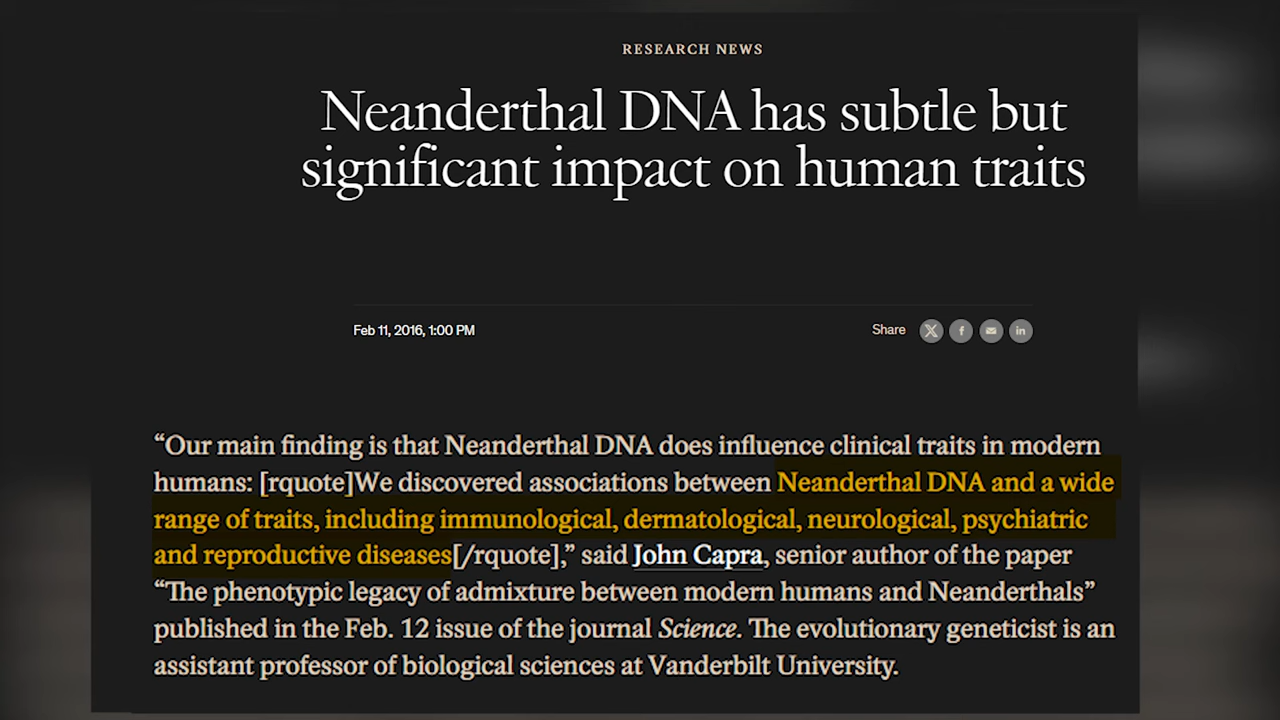 RESEARCH NEWS
Neanderthal DNA has subtle but
significant impact on human traits
Feb 11, 2016, 1:00 PM
Share
“Our main finding is that Neanderthal DNA does influence clinical traits in modern
humans: [rquote]We discovered associations between Neanderthal DNA and a wide
range of traits, including immunological, dermatological, neurological, psychiatric
and reproductive diseases[/rquote],” said John Capra, senior author of the paper
“The phenotypic legacy of admixture between modern humans and Neanderthals”
published in the Feb. 12 issue of the journal Science. The evolutionary geneticist is an
assistant professor of biological sciences at Vanderbilt University.